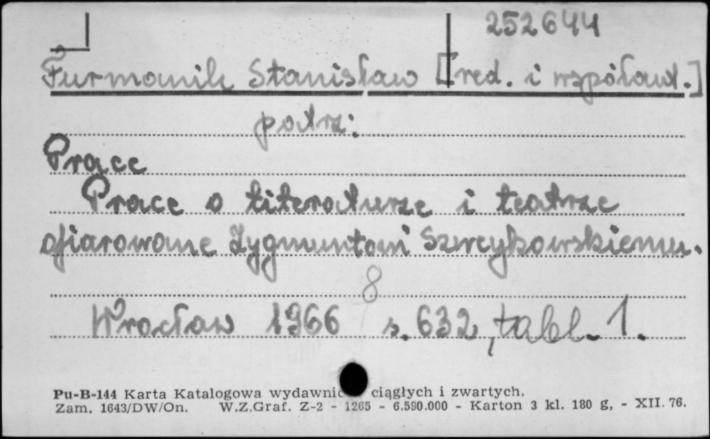 252644
Furmanik Stanisław [red. i współaut.]
patrz:
Prace
Prace o literaturze i teatrze
ofiarowane Zygmuntowi Szweykowskiemu.
8
Wrocław 1966 s. 632, tabl. 1.
Pu-B-144 Karta Katalogowa ciągłych i zwartych.
Zam. 1643/DW/On. W.Z.Graf. Z-2 - 1265 - 6.590.000 - Karton 3 kl. 180 g, - XII. 76.